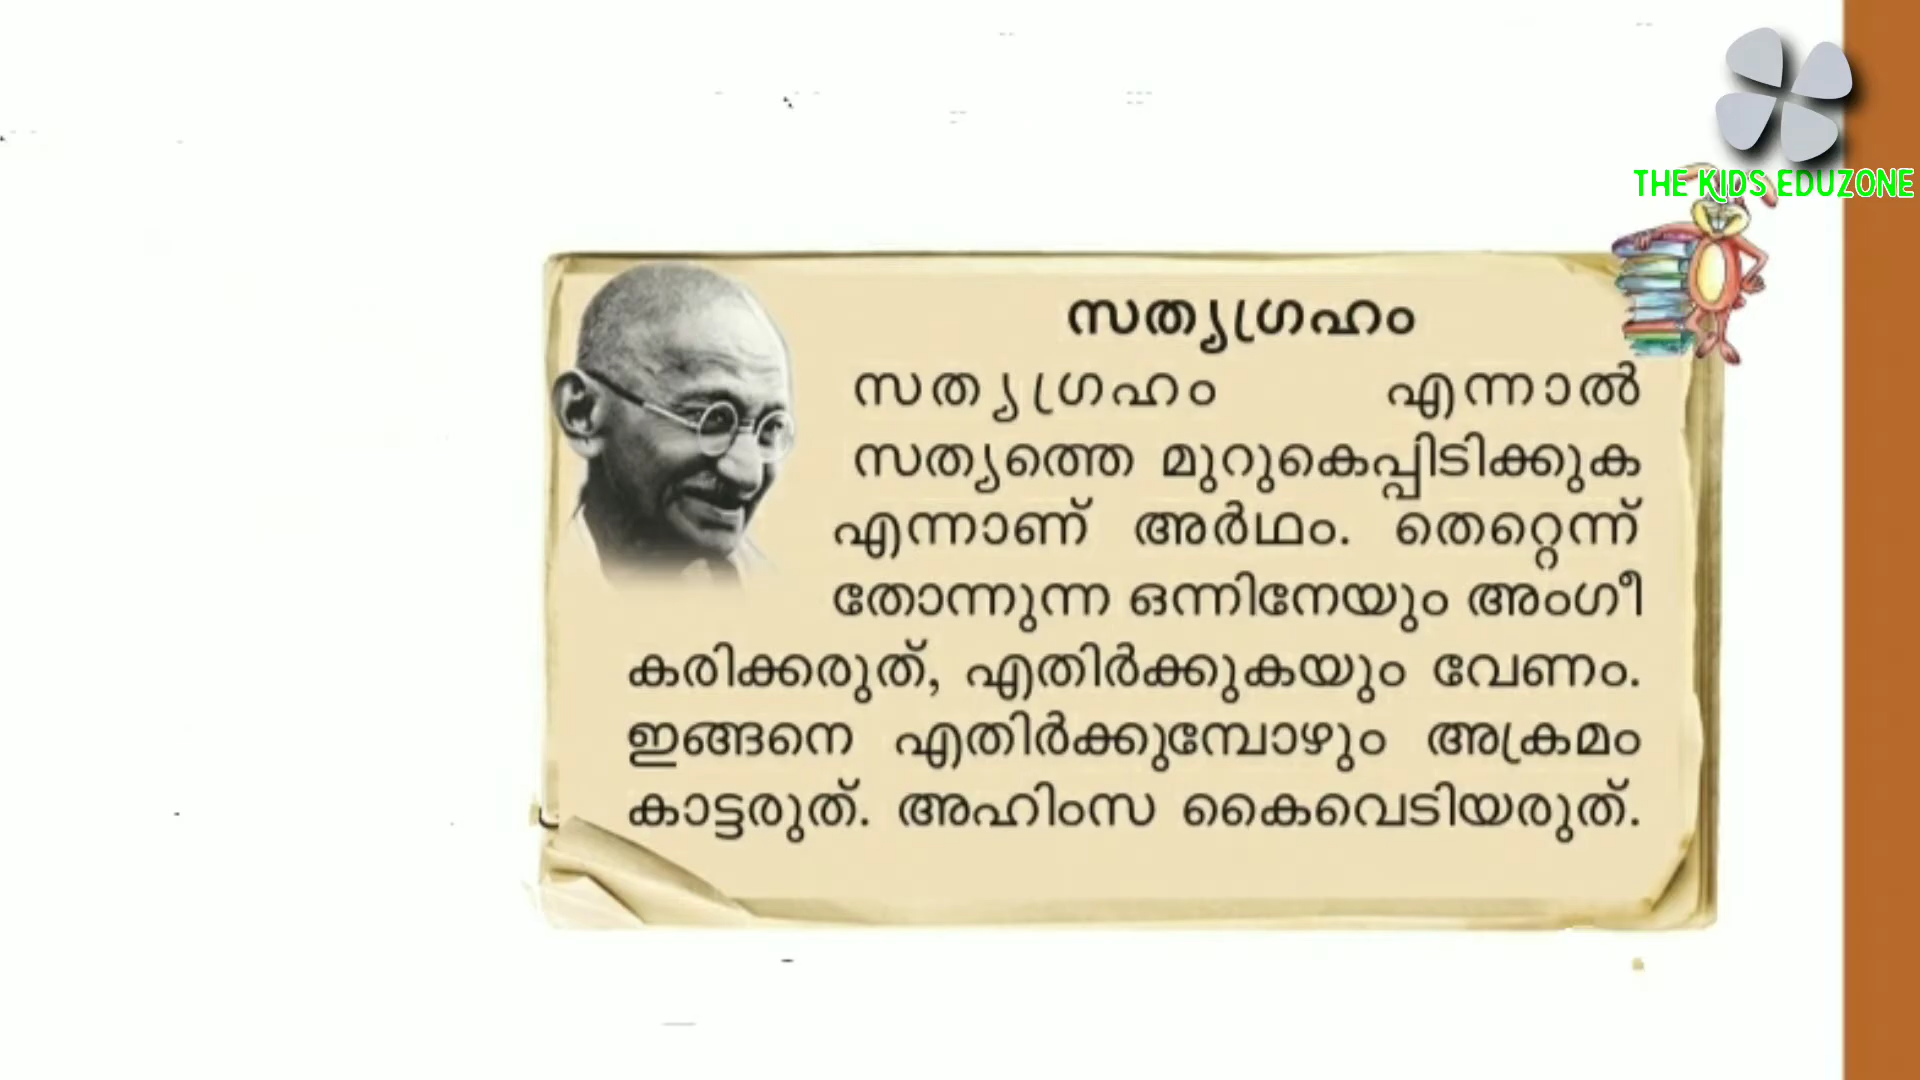 THE KIDS EDUZONE
സത്യഗ്രഹം
സത്യഗ്രഹം എന്നാൽ
സത്യത്തെ മുറുകെപ്പിടിക്കുക
എന്നാണ് അർഥം. തെറ്റെന്ന്
തോന്നുന്ന ഒന്നിനേയും അംഗീ
കരിക്കരുത്, എതിർക്കുകയും വേണം.
ഇങ്ങനെ എതിർക്കുമ്പോഴും അക്രമം
കാട്ടരുത്. അഹിംസ കൈവെടിയരുത്.